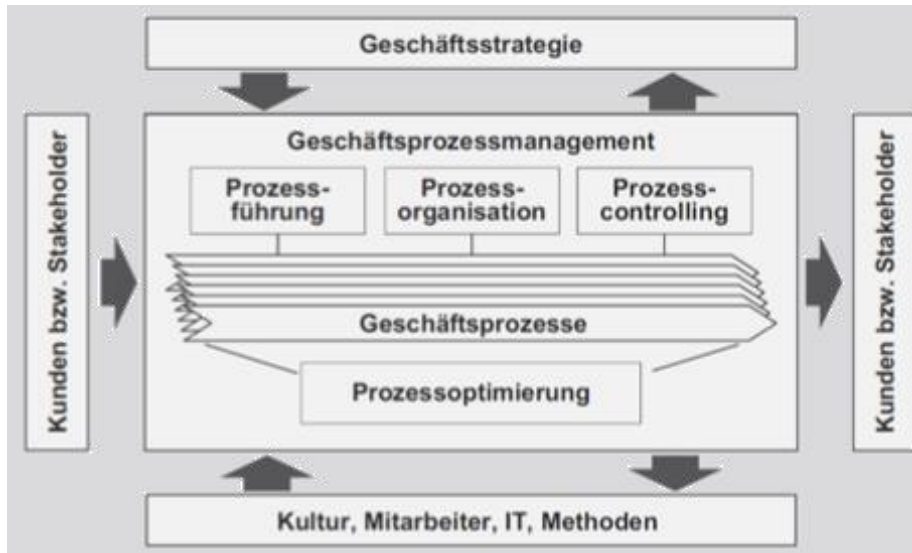 Geschäftsstrategie
Kunden bzw. Stakeholder
Geschäftsprozessmanagement
Prozess-
führung
Prozess-
organisation
Prozess-
controlling
Geschäftsprozesse
Prozessoptimierung
Kunden bzw. Stakeholder
Kultur, Mitarbeiter, IT, Methoden